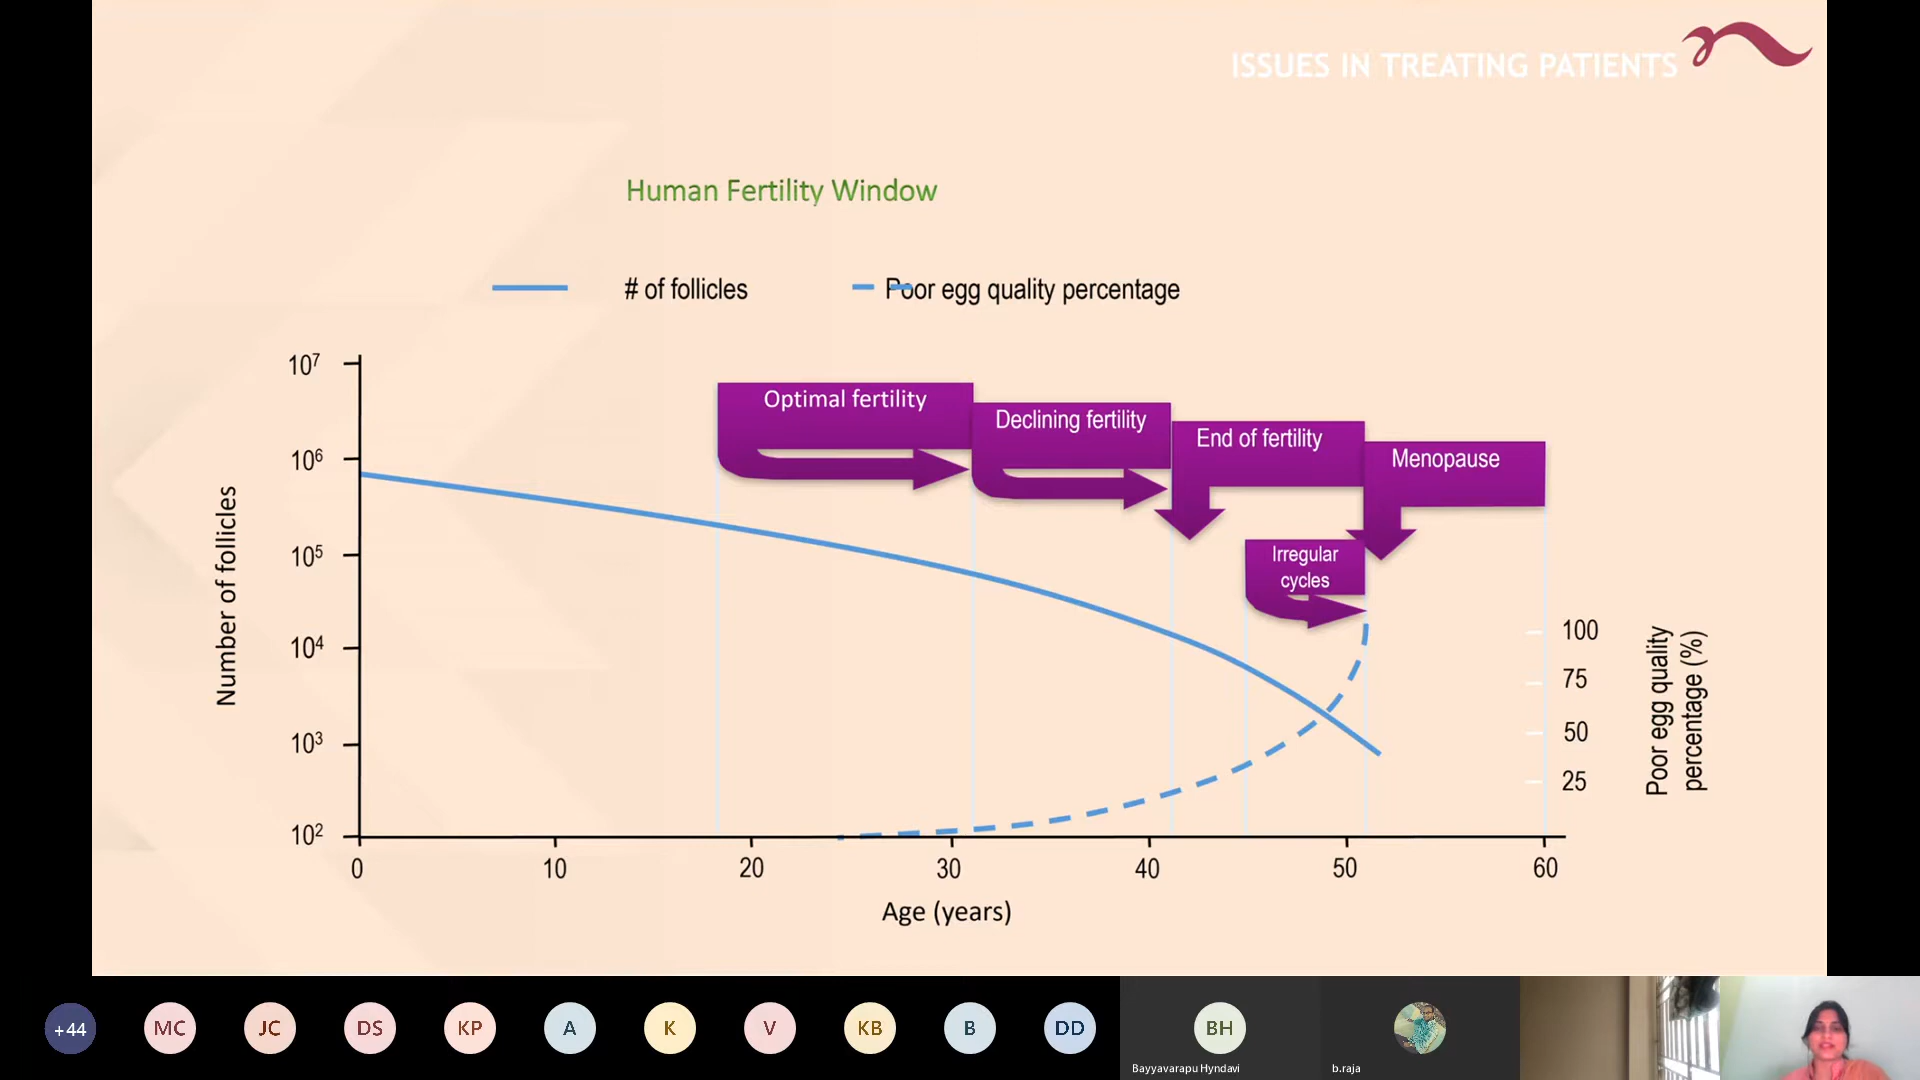 ISSUES IN TREATING PATIENTS
Human Fertility Window
# of follicles
Poor egg quality percentage
10⁷
10⁶
10⁵
10⁴
10³
10²
Number of follicles
Optimal fertility
Declining fertility
End of fertility
Menopause
Irregular
cycles
100
75
50
25
Poor egg quality
percentage (%)
0 10 20 30 40 50 60
Age (years)
+44 MC JC DS KP A K V KB B DD BH
Bayyavarapu Hyndavi
b.raja